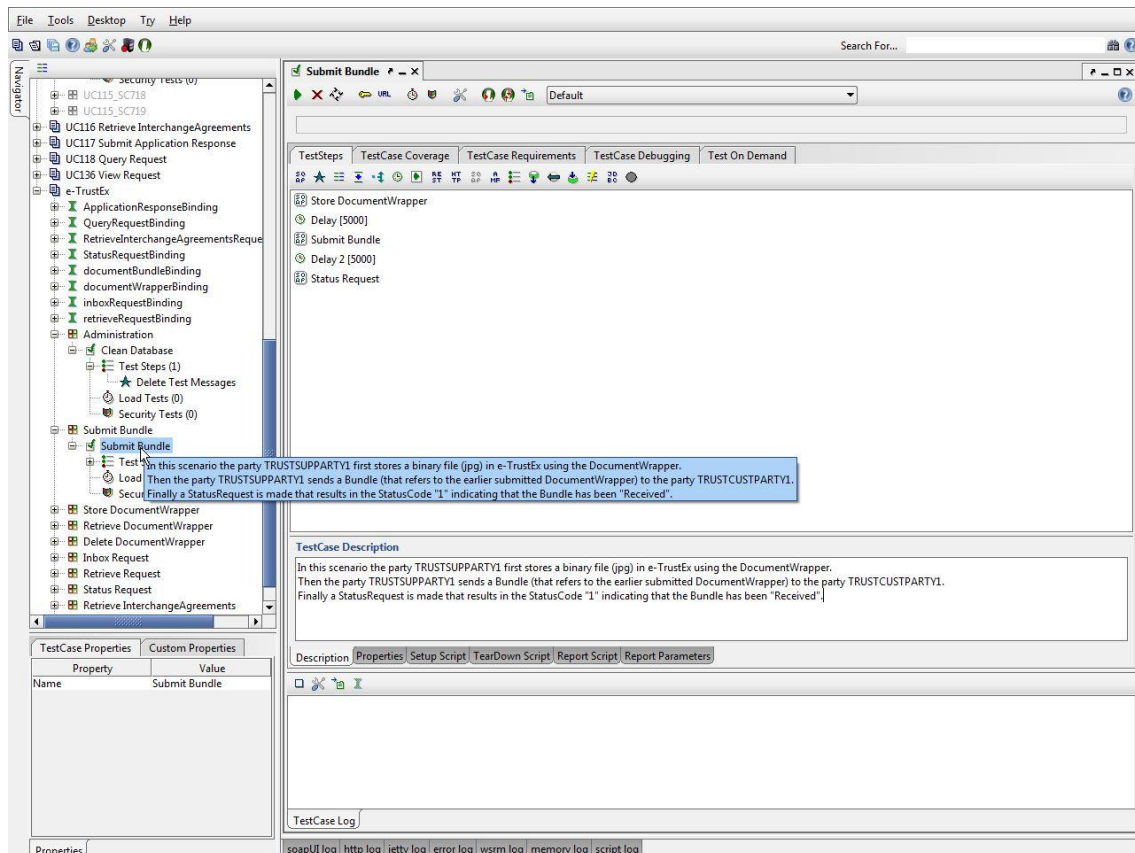 File Tools Desktop Try Help
Search For...
Navigator
Security Tests (0)
UC115_SC718
UC115_SC719
UC116 Retrieve InterchangeAgreements
UC117 Submit Application Response
UC118 Query Request
UC136 View Request
e-TrustEx
ApplicationResponseBinding
QueryRequestBinding
RetrieveInterchangeAgreementsReque
StatusRequestBinding
documentBundleBinding
documentWrapperBinding
inboxRequestBinding
retrieveRequestBinding
Administration
Clean Database
Test Steps (1)
Delete Test Messages
Load Tests (0)
Security Tests (0)
Submit Bundle
Submit Bundle
Test
Load
Secur
Store DocumentWrapper
Retrieve DocumentWrapper
Delete DocumentWrapper
Inbox Request
Retrieve Request
Status Request
Retrieve InterchangeAgreements
In this scenario the party TRUSTSUPPARTY1 first stores a binary file (jpg) in e-TrustEx using the DocumentWrapper.
Then the party TRUSTSUPPARTY1 sends a Bundle (that refers to the earlier submitted DocumentWrapper) to the party TRUSTCUSTPARTY1.
Finally a StatusRequest is made that results in the StatusCode "1" indicating that the Bundle has been "Received".
TestCase Properties Custom Properties
Property Value
Name Submit Bundle
Properties
Submit Bundle
URL Default
TestSteps TestCase Coverage TestCase Requirements TestCase Debugging Test On Demand
Store DocumentWrapper
Delay [5000]
Submit Bundle
Delay 2 [5000]
Status Request
TestCase Description
In this scenario the party TRUSTSUPPARTY1 first stores a binary file (jpg) in e-TrustEx using the DocumentWrapper.
Then the party TRUSTSUPPARTY1 sends a Bundle (that refers to the earlier submitted DocumentWrapper) to the party TRUSTCUSTPARTY1.
Finally a StatusRequest is made that results in the StatusCode "1" indicating that the Bundle has been "Received".
Description Properties Setup Script TearDown Script Report Script Report Parameters
TestCase Log
soapUI log http log jetty log error log wsrm log memory log script log